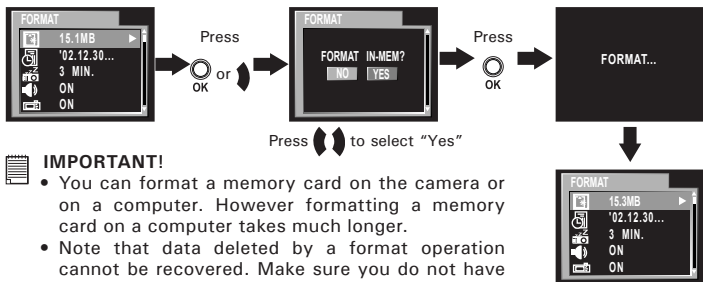 FORMAT
15.1MB
'02.12.30...
3 MIN.
ON
ON
Press
OK
or
FORMAT
FORMAT IN-MEM?
NO YES
Press
OK
FORMAT...
Press to select “Yes”
FORMAT
15.3MB
'02.12.30...
3 MIN.
ON
ON
IMPORTANT!
• You can format a memory card on the camera or
on a computer. However formatting a memory
card on a computer takes much longer.
• Note that data deleted by a format operation
cannot be recovered. Make sure you do not have